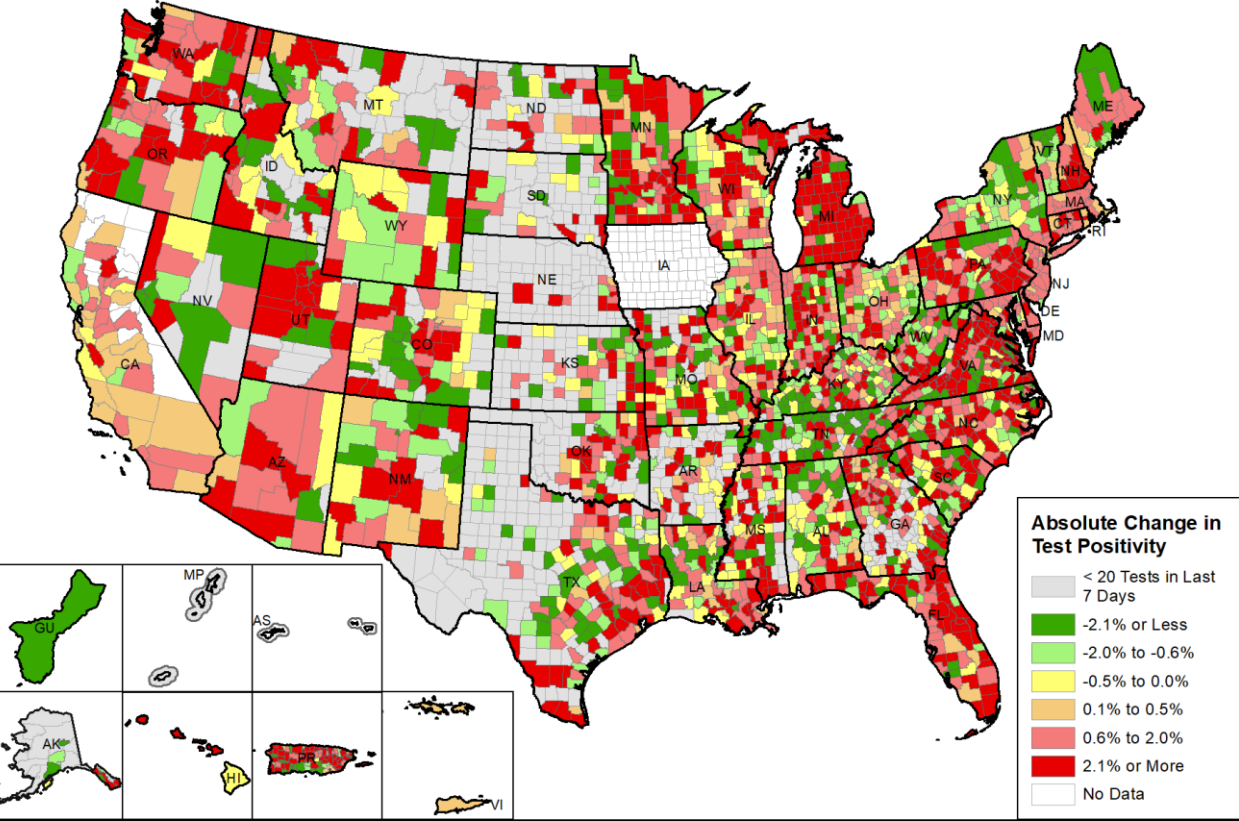 WA
MT
ND
MN
ME
OR
ID
SD
WI
VT
NH
NY
MA
MI
CT
RI
WY
IA
PA
NJ
NE
NV
UT
CO
IL
IN
OH
DE
MD
WV
CA
KS
MO
KY
VA
AZ
NM
OK
AR
TN
NC
SC
MS
AL
GA
TX
LA
FL
GU
MP
AS
AK
HI
PR
VI
Absolute Change in
Test Positivity
< 20 Tests in Last
7 Days
-2.1% or Less
-2.0% to -0.6%
-0.5% to 0.0%
0.1% to 0.5%
0.6% to 2.0%
2.1% or More
No Data